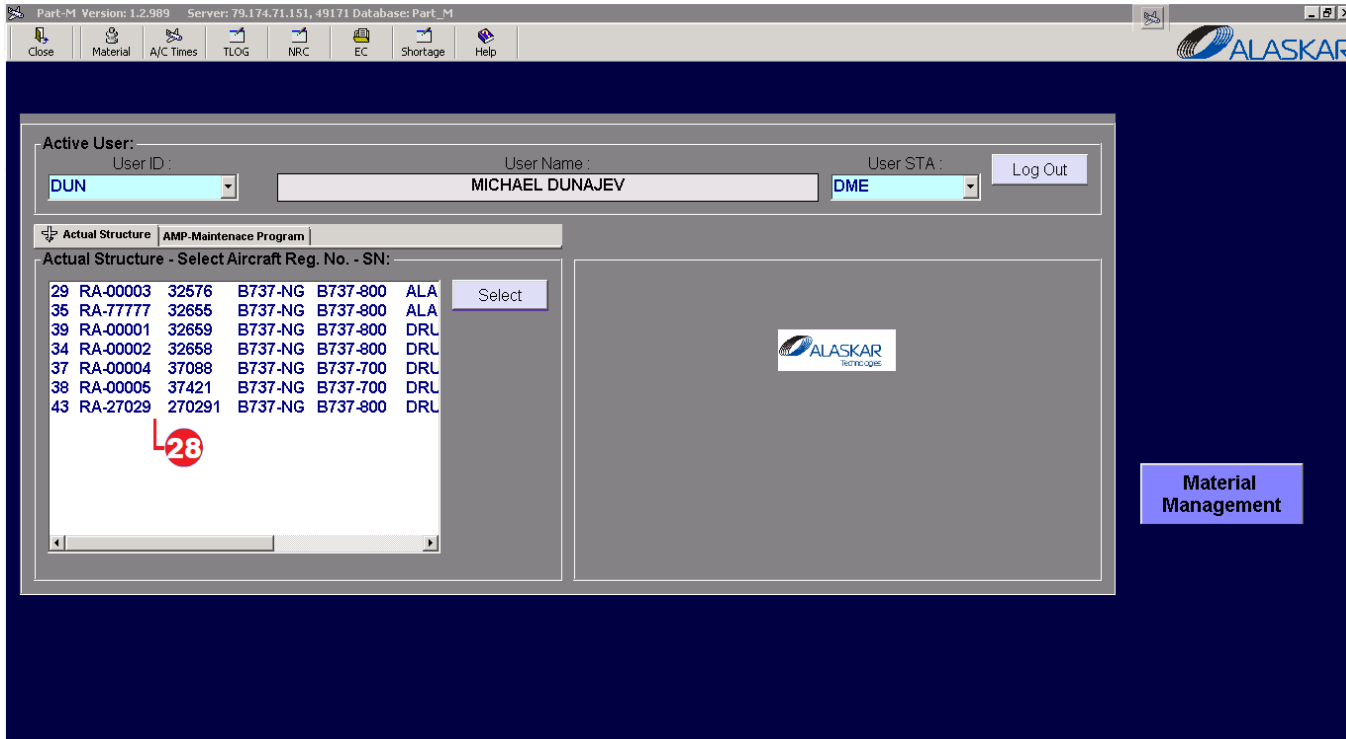 Part-M Version: 1.2.989 Server: 79.174.71.151, 49171 Database: Part_M
Close Material A/C Times TLOG NRC EC Shortage Help
ALASKAR
Active User:
User ID : User Name : User STA :
DUN MICHAEL DUNAJEV DME Log Out
Actual Structure AMP-Maintenace Program
Actual Structure - Select Aircraft Reg. No. - SN:
29 RA-00003 32576 B737-NG B737-800 ALA Select
35 RA-77777 32655 B737-NG B737-800 ALA
39 RA-00001 32659 B737-NG B737-800 DRU
34 RA-00002 32658 B737-NG B737-800 DRU
37 RA-00004 37088 B737-NG B737-700 DRU
38 RA-00005 37421 B737-NG B737-700 DRU
43 RA-27029 270291 B737-NG B737-800 DRU
28
ALASKAR
Technologies
Material
Management